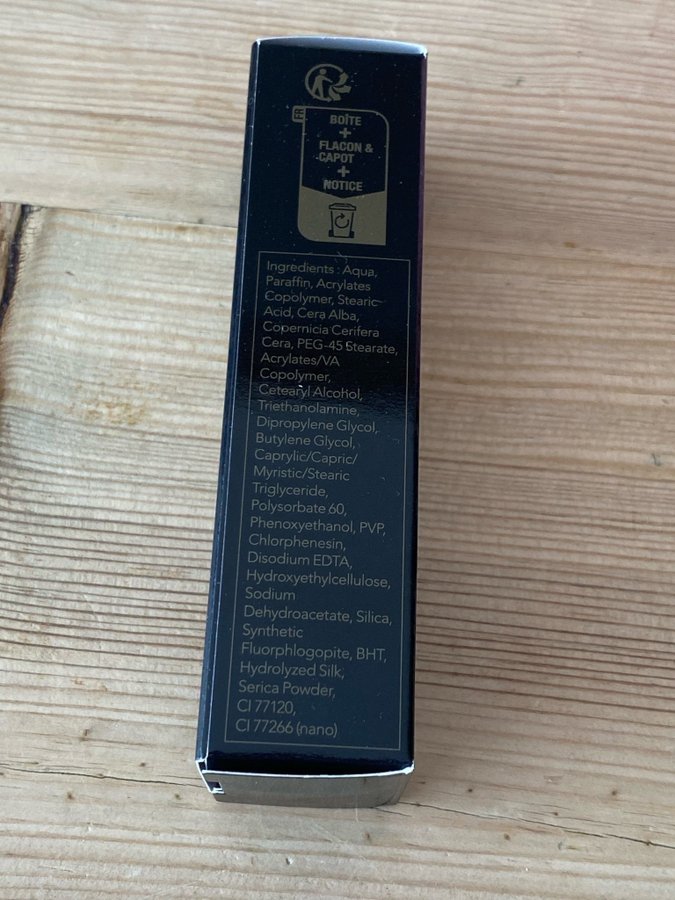 FR
BOÎTE
+
FLACON &
CAPOT
+
NOTICE
Ingredients : Aqua,
Paraffin, Acrylates
Copolymer, Stearic
Acid, Cera Alba,
Copernicia Cerifera
Cera, PEG-45 Stearate,
Acrylates/VA
Copolymer,
Cetearyl Alcohol,
Triethanolamine,
Dipropylene Glycol,
Butylene Glycol,
Caprylic/Capric/
Myristic/Stearic
Triglyceride,
Polysorbate 60,
Phenoxyethanol, PVP,
Chlorphenesin,
Disodium EDTA,
Hydroxyethylcellulose,
Sodium
Dehydroacetate, Silica,
Synthetic
Fluorphlogopite, BHT,
Hydrolyzed Silk,
Serica Powder,
CI 77120,
CI 77266 (nano)